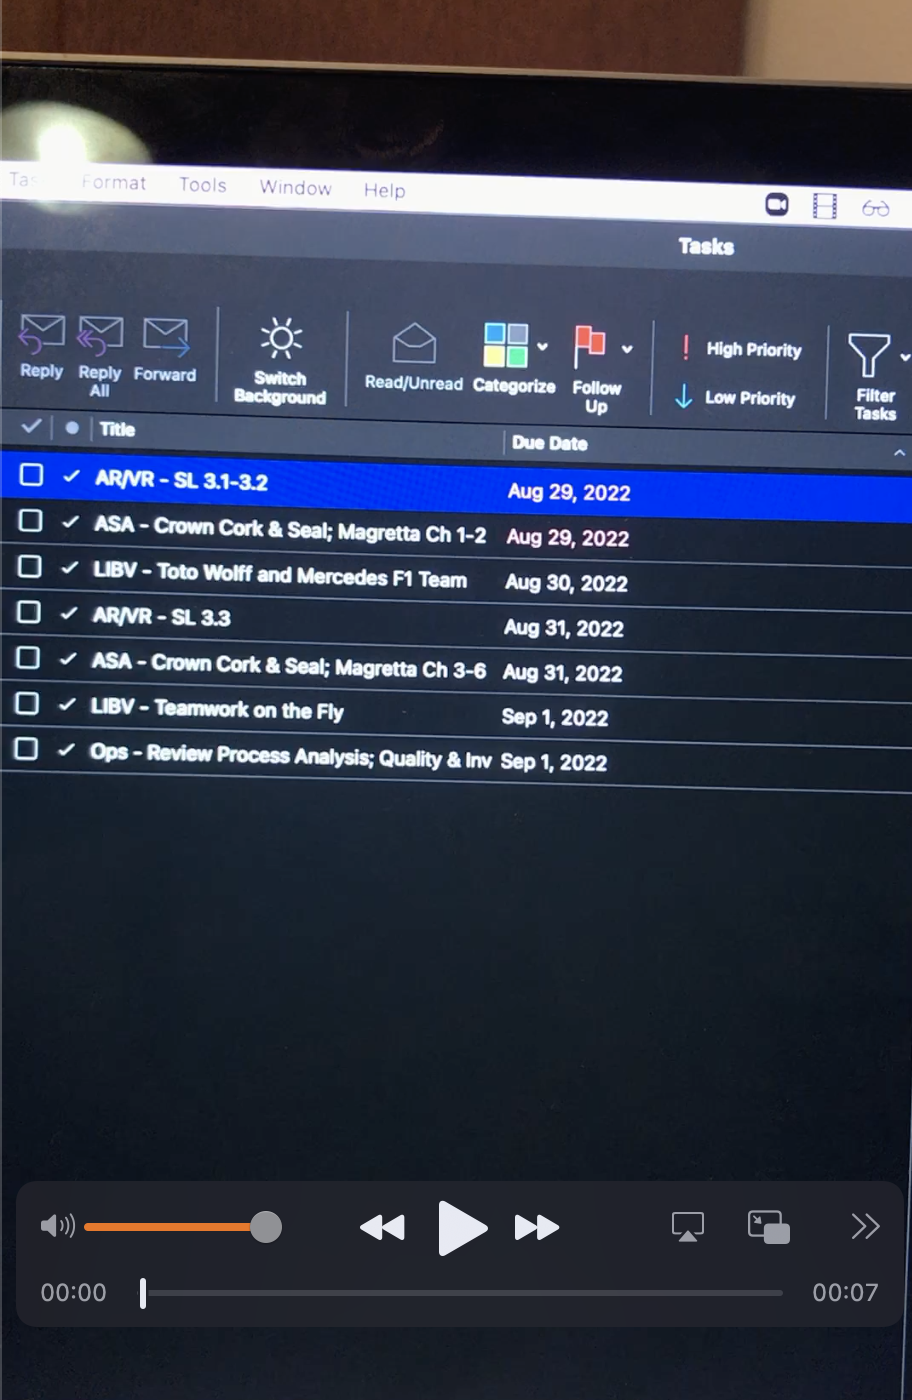 Format Tools Window Help
Tasks
Reply
Reply All
Forward
Switch Background
Read/Unread
Categorize
Follow Up
High Priority
Low Priority
Filter Tasks
Title Due Date
AR/VR - SL 3.1-3.2 Aug 29, 2022
ASA - Crown Cork & Seal; Magretta Ch 1-2 Aug 29, 2022
LIBV - Toto Wolff and Mercedes F1 Team Aug 30, 2022
AR/VR - SL 3.3 Aug 31, 2022
ASA - Crown Cork & Seal; Magretta Ch 3-6 Aug 31, 2022
LIBV - Teamwork on the Fly Sep 1, 2022
Ops - Review Process Analysis; Quality & Inv Sep 1, 2022
00:00 00:07